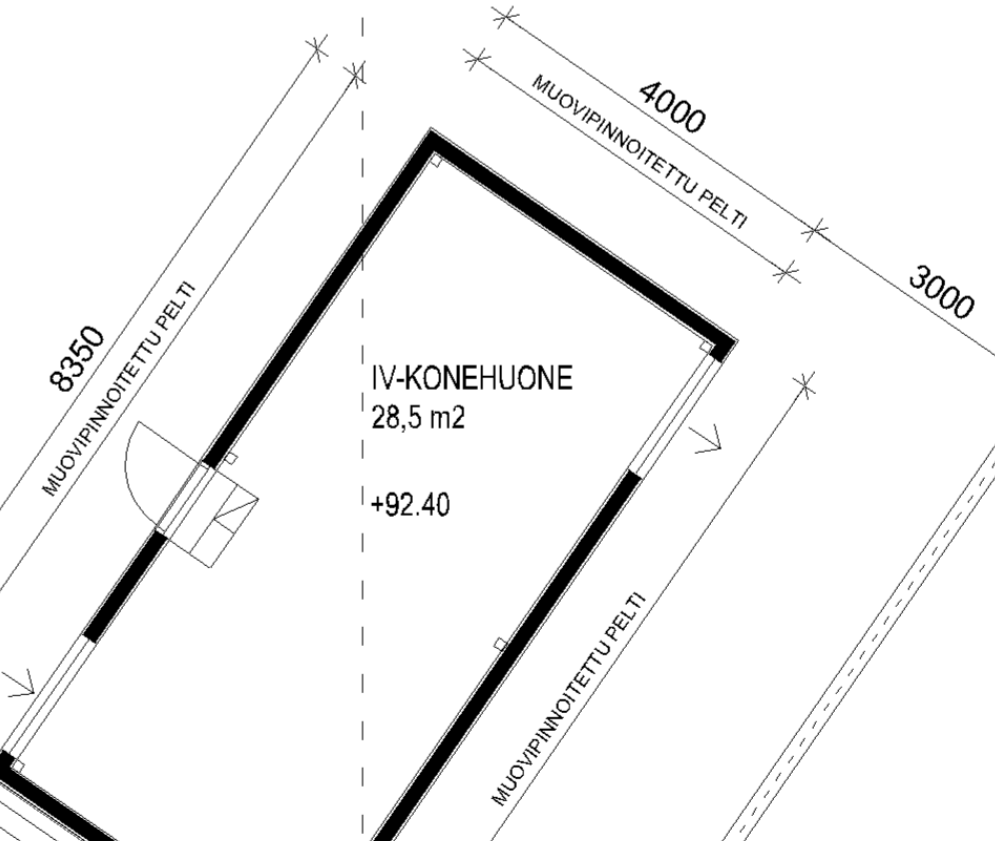 4000
MUOVIPINNOITETTU PELTI
3000
8350
MUOVIPINNOITETTU PELTI
IV-KONEHUONE
28,5 m2
+92.40
MUOVIPINNOITETTU PELTI